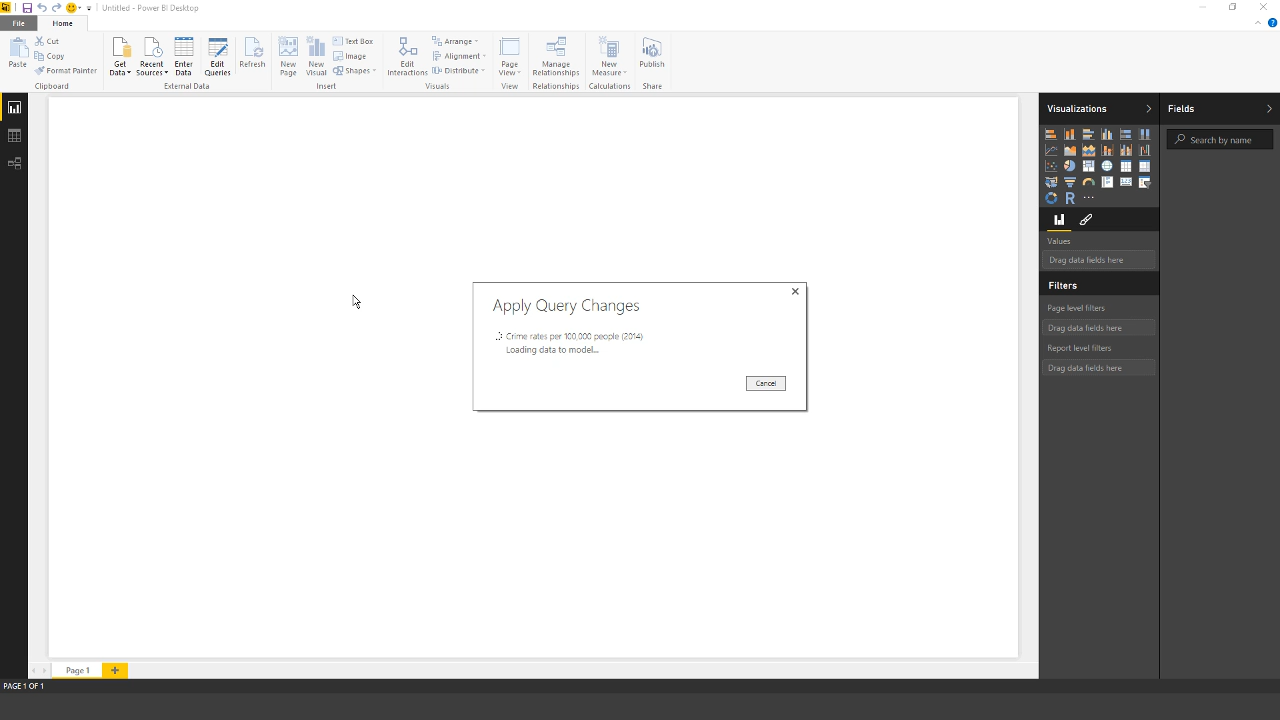 Untitled - Power BI Desktop
File
Home
Paste
Cut
Copy
Format Painter
Clipboard
Get
Data
Recent
Sources
Enter
Data
Edit
Queries
Refresh
External Data
New
Page
New
Visual
Text Box
Image
Shapes
Insert
Edit
Interactions
Arrange
Alignment
Distribute
Visuals
Page
View
View
Manage
Relationships
Relationships
New
Measure
Calculations
Publish
Share
Apply Query Changes
Crime rates per 100,000 people (2014)
Loading data to model...
Cancel
Visualizations
R
Values
Drag data fields here
Filters
Page level filters
Drag data fields here
Report level filters
Drag data fields here
Fields
Search by name
Page 1
PAGE 1 OF 1